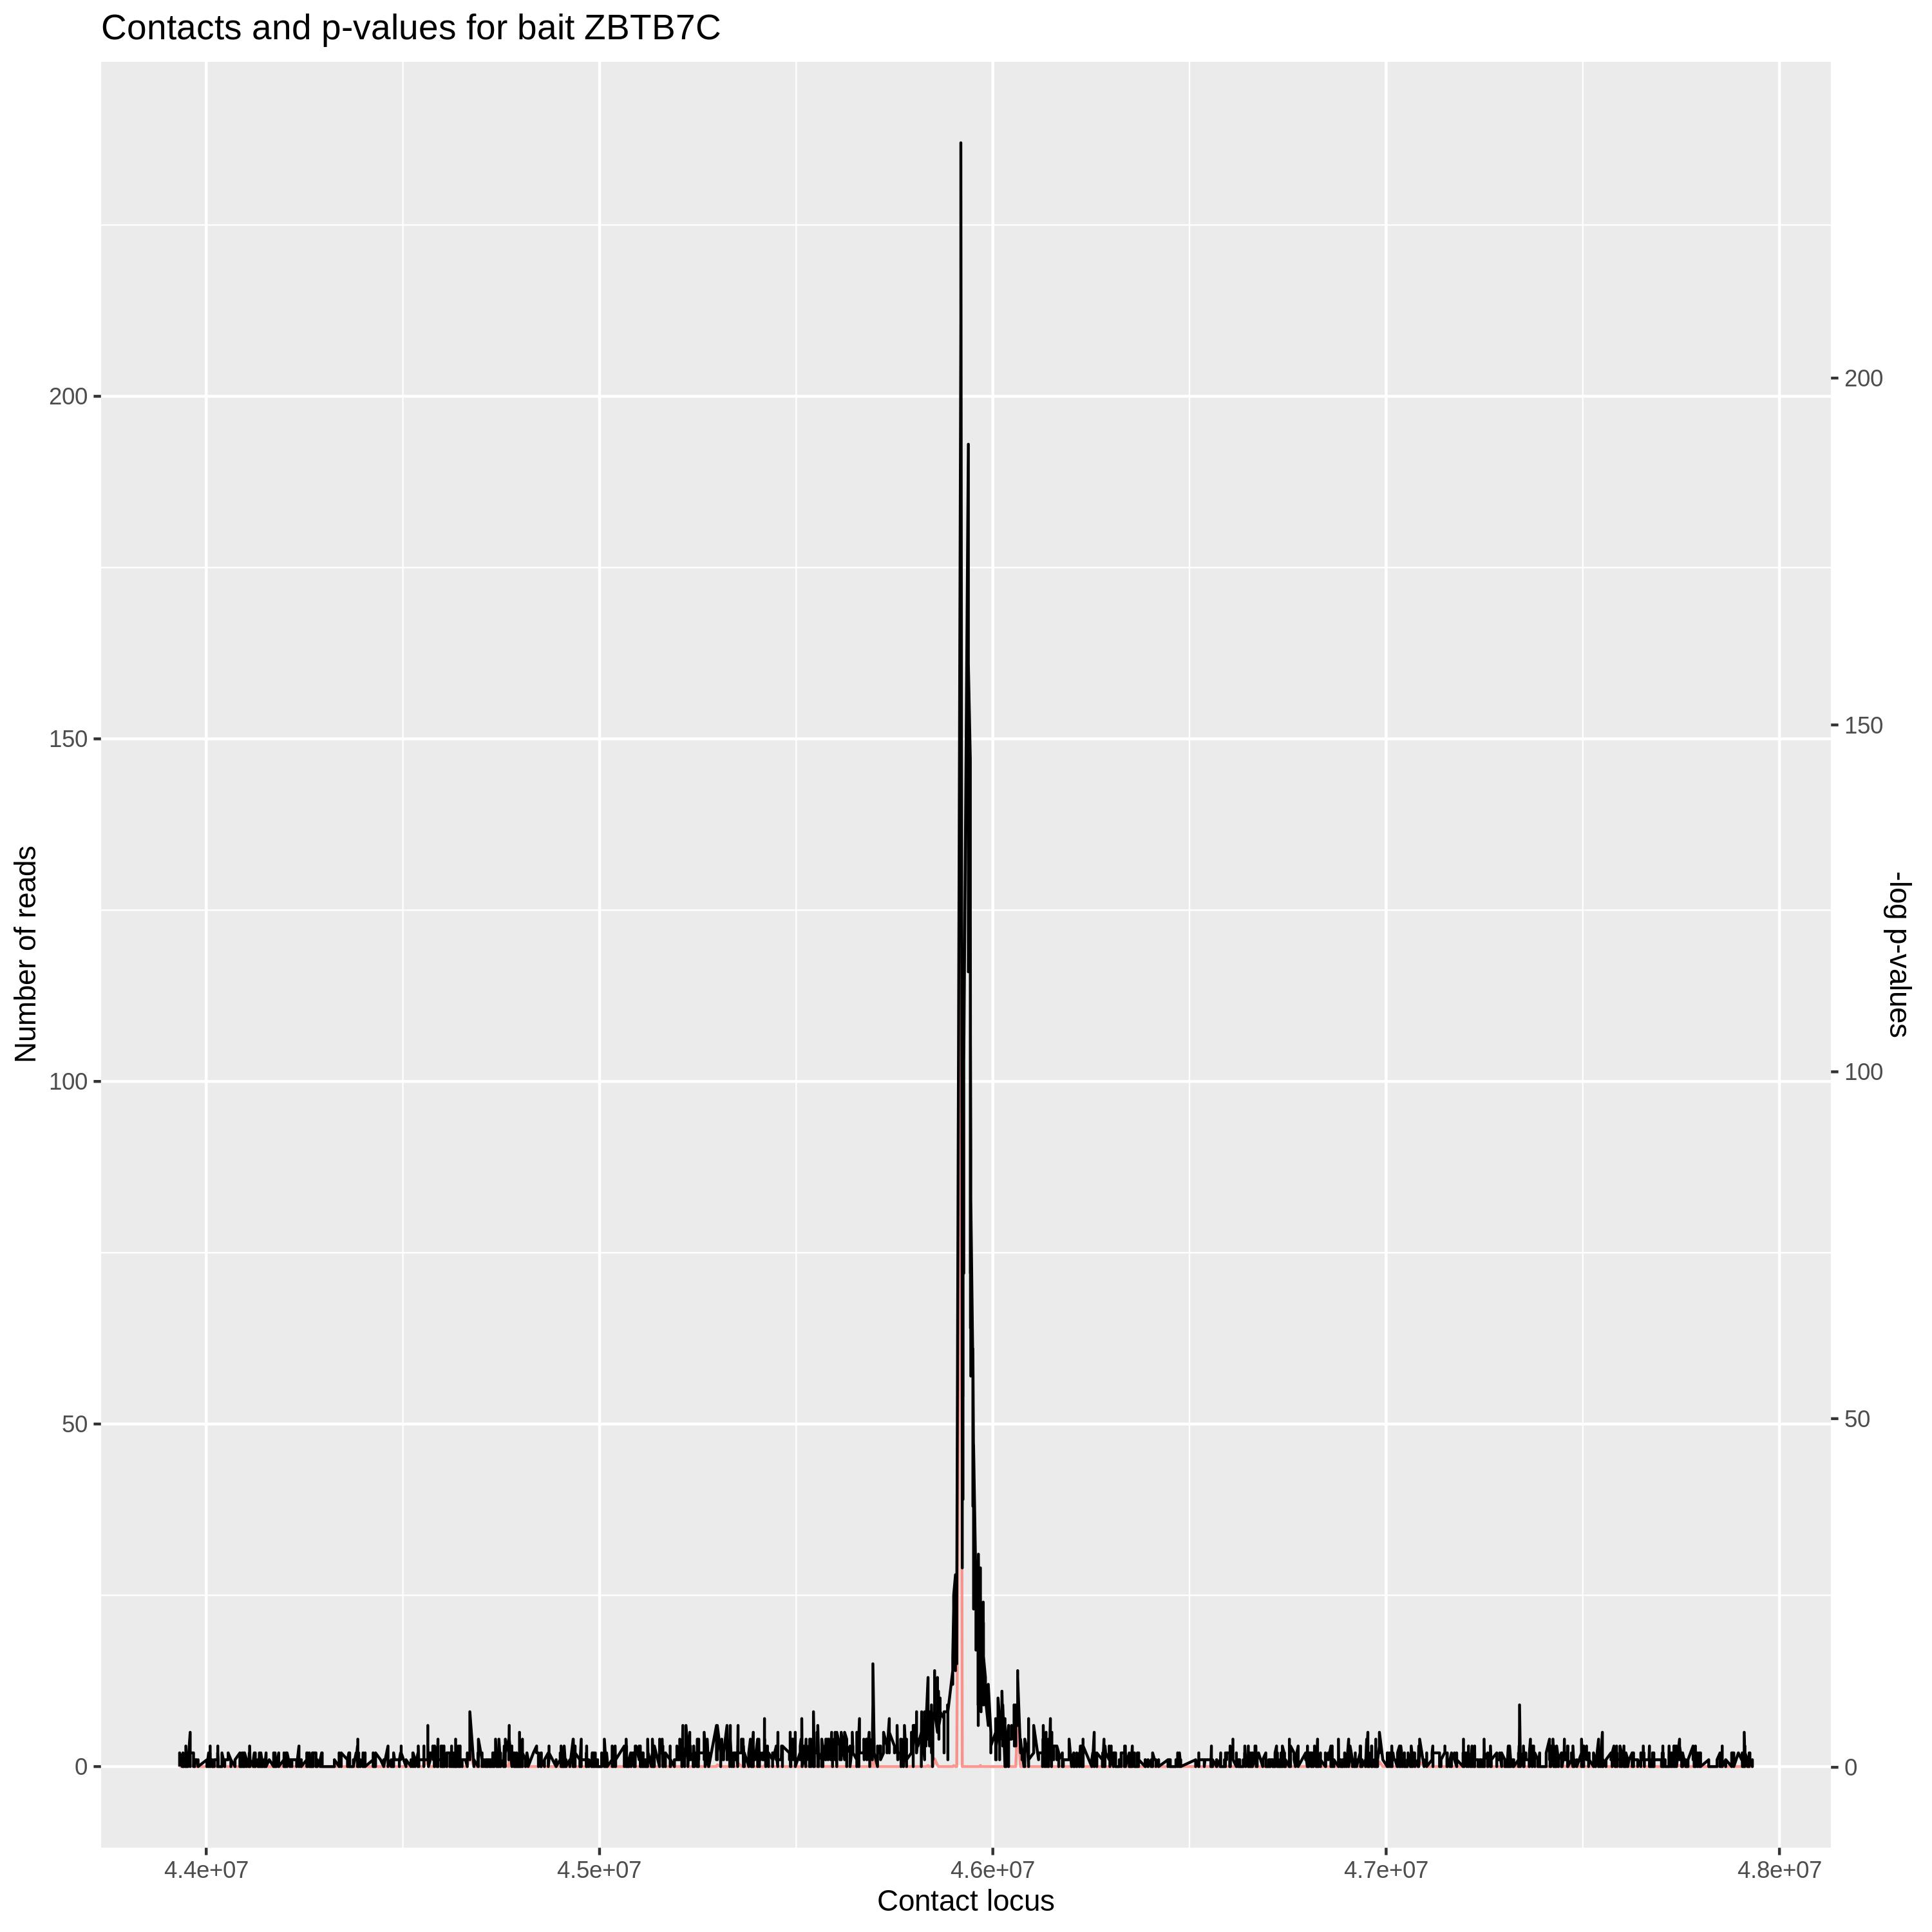 Contacts and p-values for bait ZBTB7C
200
150
100
50
0
200
150
100
50
0
Number of reads
-log p-values
4.4e+07 4.5e+07 4.6e+07 4.7e+07 4.8e+07
Contact locus